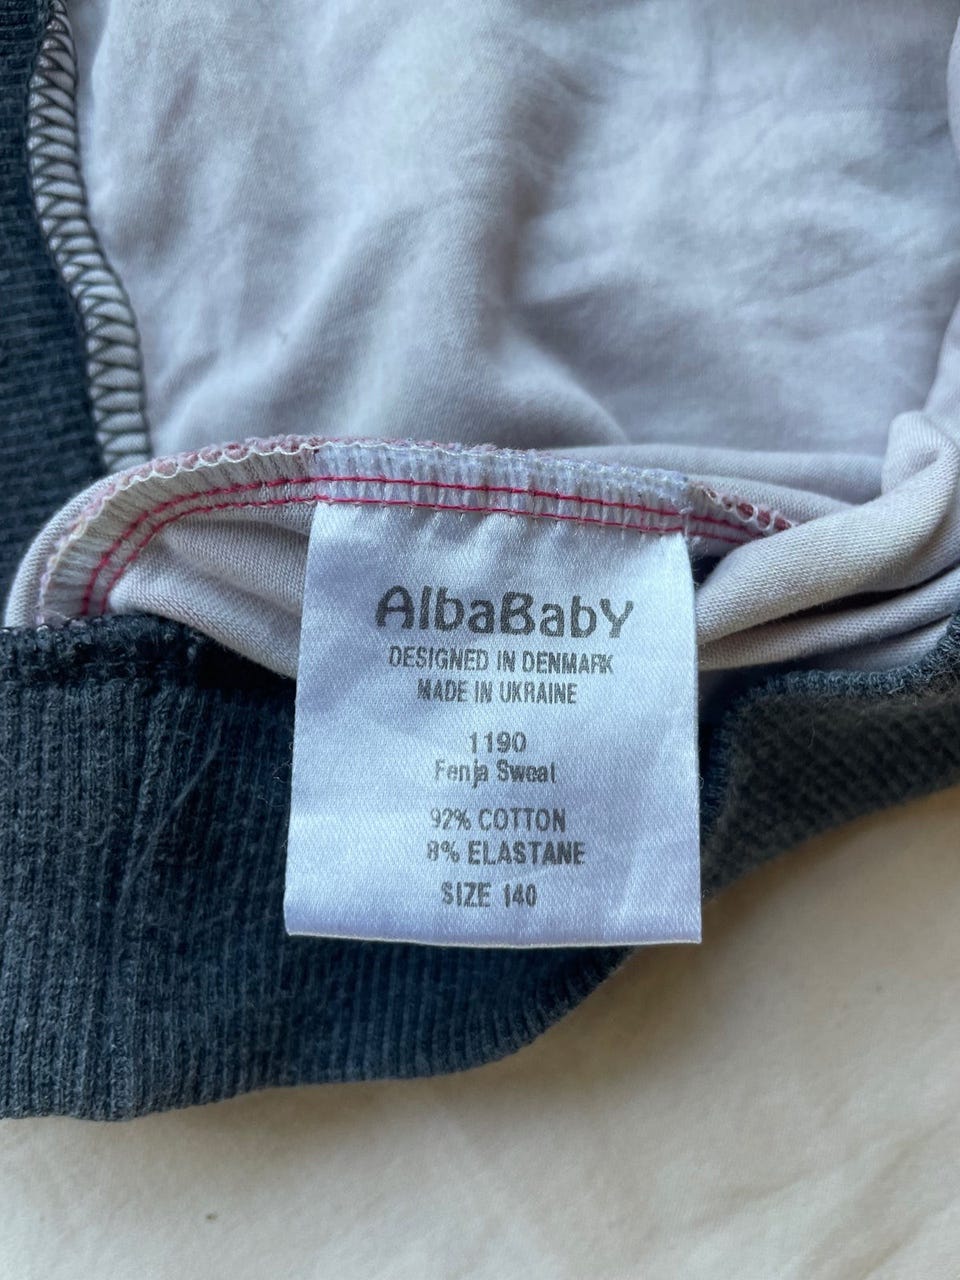 AlbaBabY
DESIGNED IN DENMARK
MADE IN UKRAINE
1190
Fenja Sweat
92% COTTON
8% ELASTANE
SIZE 140